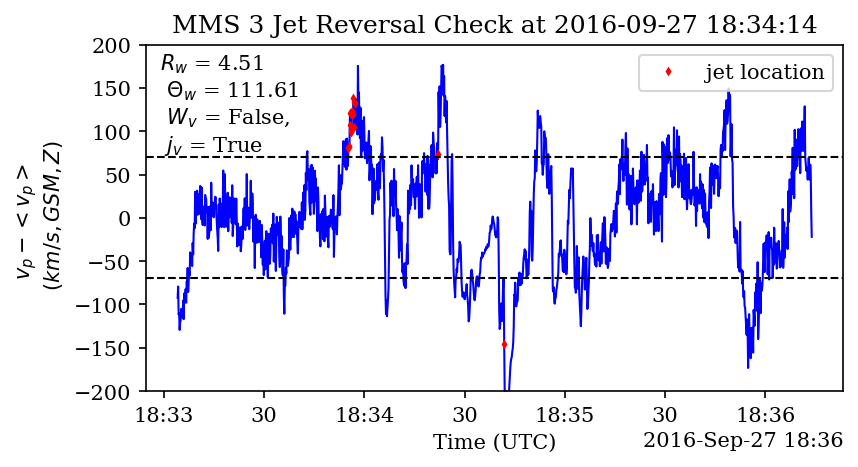 MMS 3 Jet Reversal Check at 2016-09-27 18:34:14
R_w = 4.51
Θ_w = 111.61
W_v = False,
j_v = True
jet location
v_p − < v_p >
(km/s, GSM, Z)
200
150
100
50
0
−50
−100
−150
−200
18:33 30 18:34 30 18:35 30 18:36
Time (UTC)
2016-Sep-27 18:36